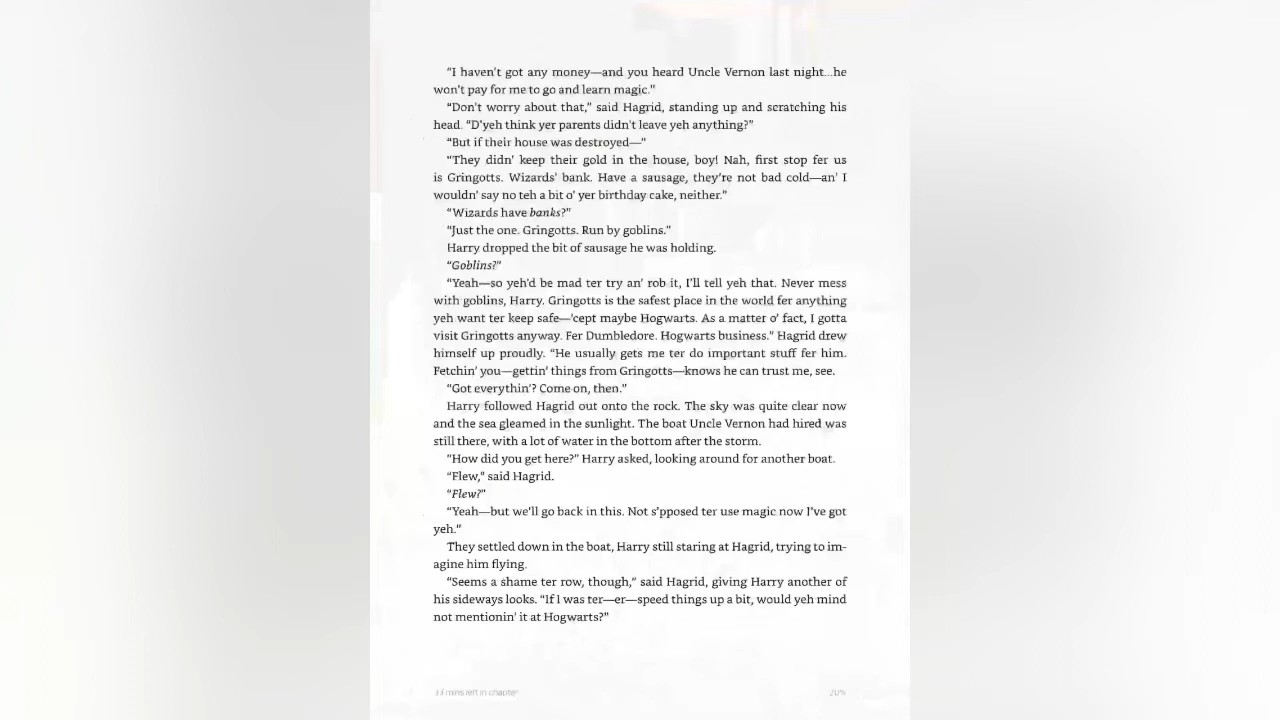 “I haven't got any money—and you heard Uncle Vernon last night...he
won't pay for me to go and learn magic.”
“Don't worry about that,” said Hagrid, standing up and scratching his
head. “D'yeh think yer parents didn't leave yeh anything?”
“But if their house was destroyed—”
“They didn' keep their gold in the house, boy! Nah, first stop fer us
is Gringotts. Wizards' bank. Have a sausage, they're not bad cold—an' I
wouldn' say no teh a bit o' yer birthday cake, neither.”
“Wizards have banks?”
“Just the one. Gringotts. Run by goblins.”
Harry dropped the bit of sausage he was holding.
“Goblins?”
“Yeah—so yeh'd be mad ter try an' rob it, I'll tell yeh that. Never mess
with goblins, Harry. Gringotts is the safest place in the world fer anything
yeh want ter keep safe—'cept maybe Hogwarts. As a matter o' fact, I gotta
visit Gringotts anyway. Fer Dumbledore. Hogwarts business.” Hagrid drew
himself up proudly. “He usually gets me ter do important stuff fer him.
Fetchin' you—gettin' things from Gringotts—knows he can trust me, see.
“Got everythin'? Come on, then.”
Harry followed Hagrid out onto the rock. The sky was quite clear now
and the sea gleamed in the sunlight. The boat Uncle Vernon had hired was
still there, with a lot of water in the bottom after the storm.
“How did you get here?” Harry asked, looking around for another boat.
“Flew,” said Hagrid.
“Flew?”
“Yeah—but we'll go back in this. Not s'pposed ter use magic now I've got
yeh.”
They settled down in the boat, Harry still staring at Hagrid, trying to im-
agine him flying.
“Seems a shame ter row, though,” said Hagrid, giving Harry another of
his sideways looks. “If I was ter—er—speed things up a bit, would yeh mind
not mentionin' it at Hogwarts?”
mins left in chapter
20%